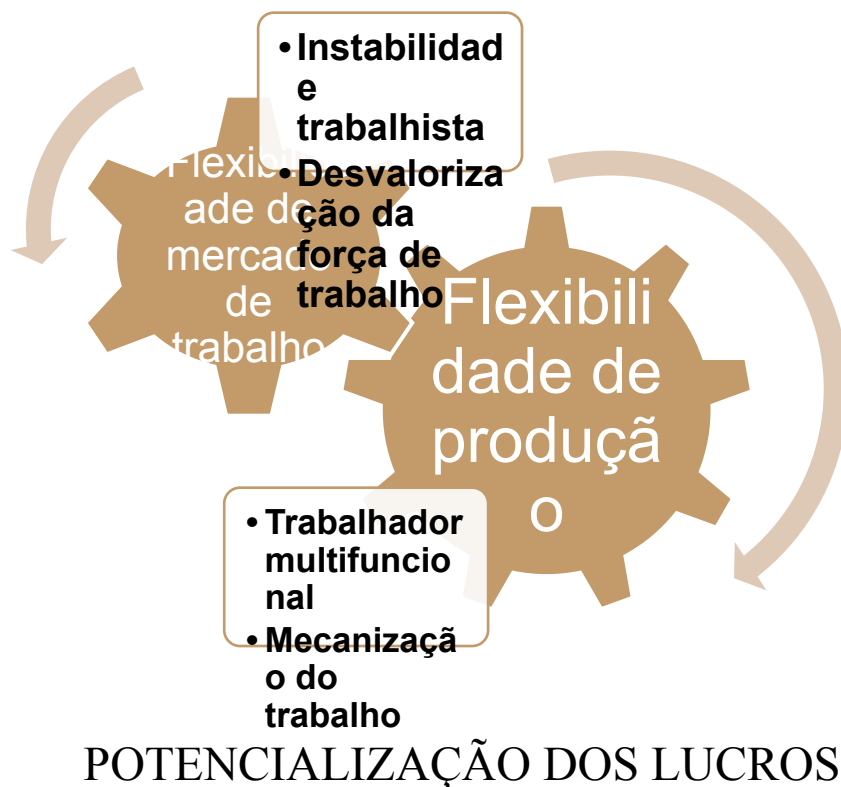 • Instabilidad
e
trabalhista
• Desvaloriza
ção da
força de
trabalho
Flexibilid
ade de
mercado
de
trabalho
Flexibili
dade de
produçã
o
• Trabalhador
multifuncio
nal
• Mecanizaçã
o do
trabalho
POTENCIALIZAÇÃO DOS LUCROS